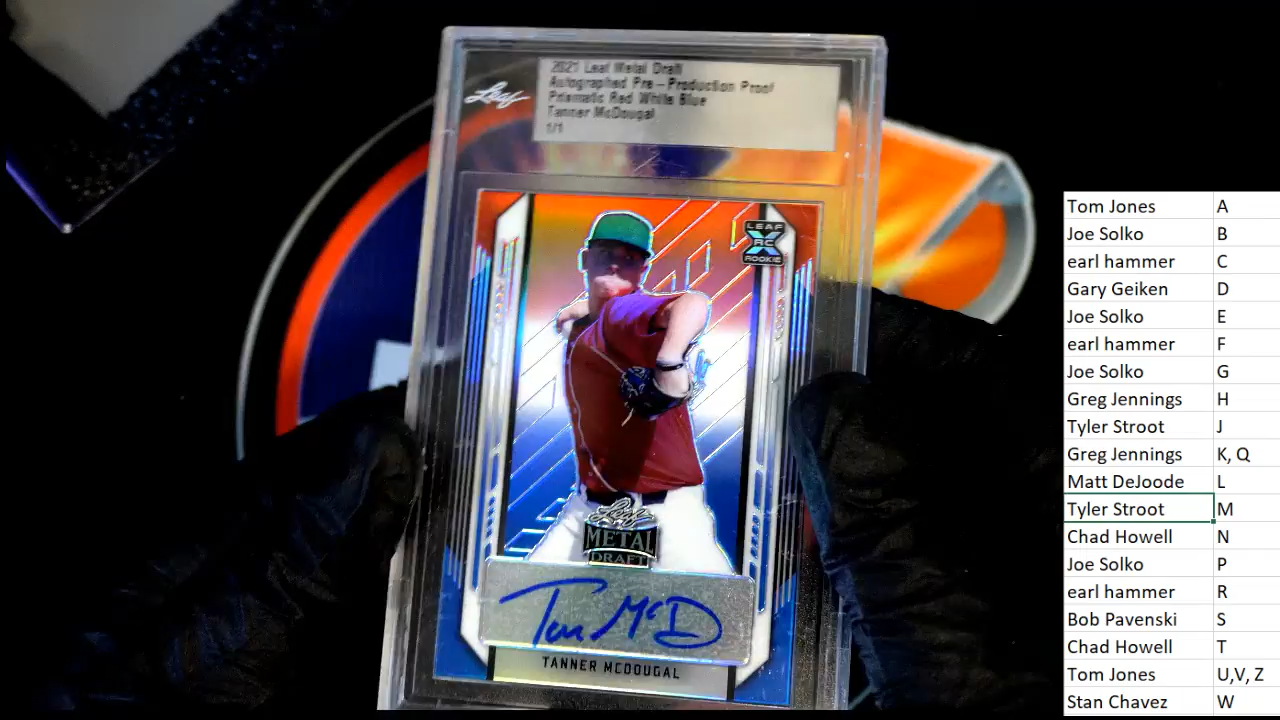 2021 Leaf Metal Draft
Autographed Pre-Production Proof
Prismatic Red White Blue
Tanner McDougal
1/1
Leaf
LEAF
RC
ROOKIE
Leaf
METAL
DRAFT
Tan McD
TANNER MCDOUGAL
Tom Jones A
Joe Solko B
earl hammer C
Gary Geiken D
Joe Solko E
earl hammer F
Joe Solko G
Greg Jennings H
Tyler Stroot J
Greg Jennings K, Q
Matt DeJoode L
Tyler Stroot M
Chad Howell N
Joe Solko P
earl hammer R
Bob Pavenski S
Chad Howell T
Tom Jones U,V, Z
Stan Chavez W